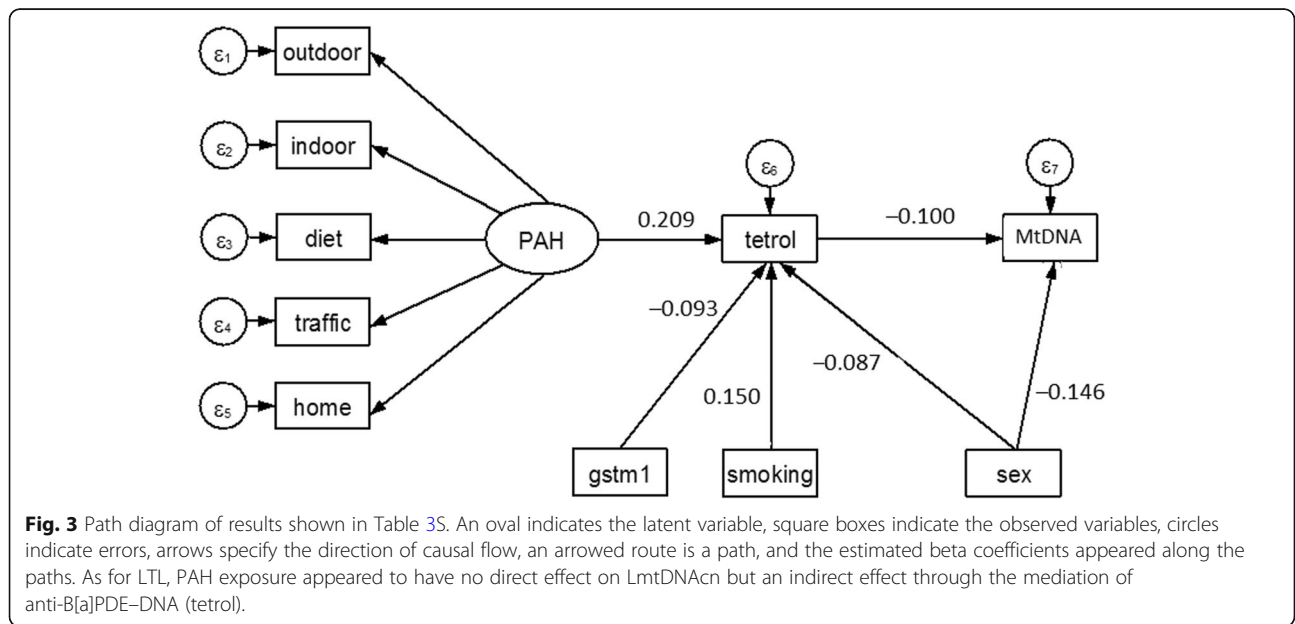 ε1 outdoor
ε2 indoor
ε3 diet
ε4 traffic
ε5 home
PAH
0.209
ε6
tetrol
−0.100
ε7
MtDNA
−0.093
0.150
−0.087
−0.146
gstm1
smoking
sex
Fig. 3 Path diagram of results shown in Table 3S. An oval indicates the latent variable, square boxes indicate the observed variables, circles
indicate errors, arrows specify the direction of causal flow, an arrowed route is a path, and the estimated beta coefficients appeared along the
paths. As for LTL, PAH exposure appeared to have no direct effect on LmtDNAcn but an indirect effect through the mediation of
anti-B[a]PDE–DNA (tetrol).